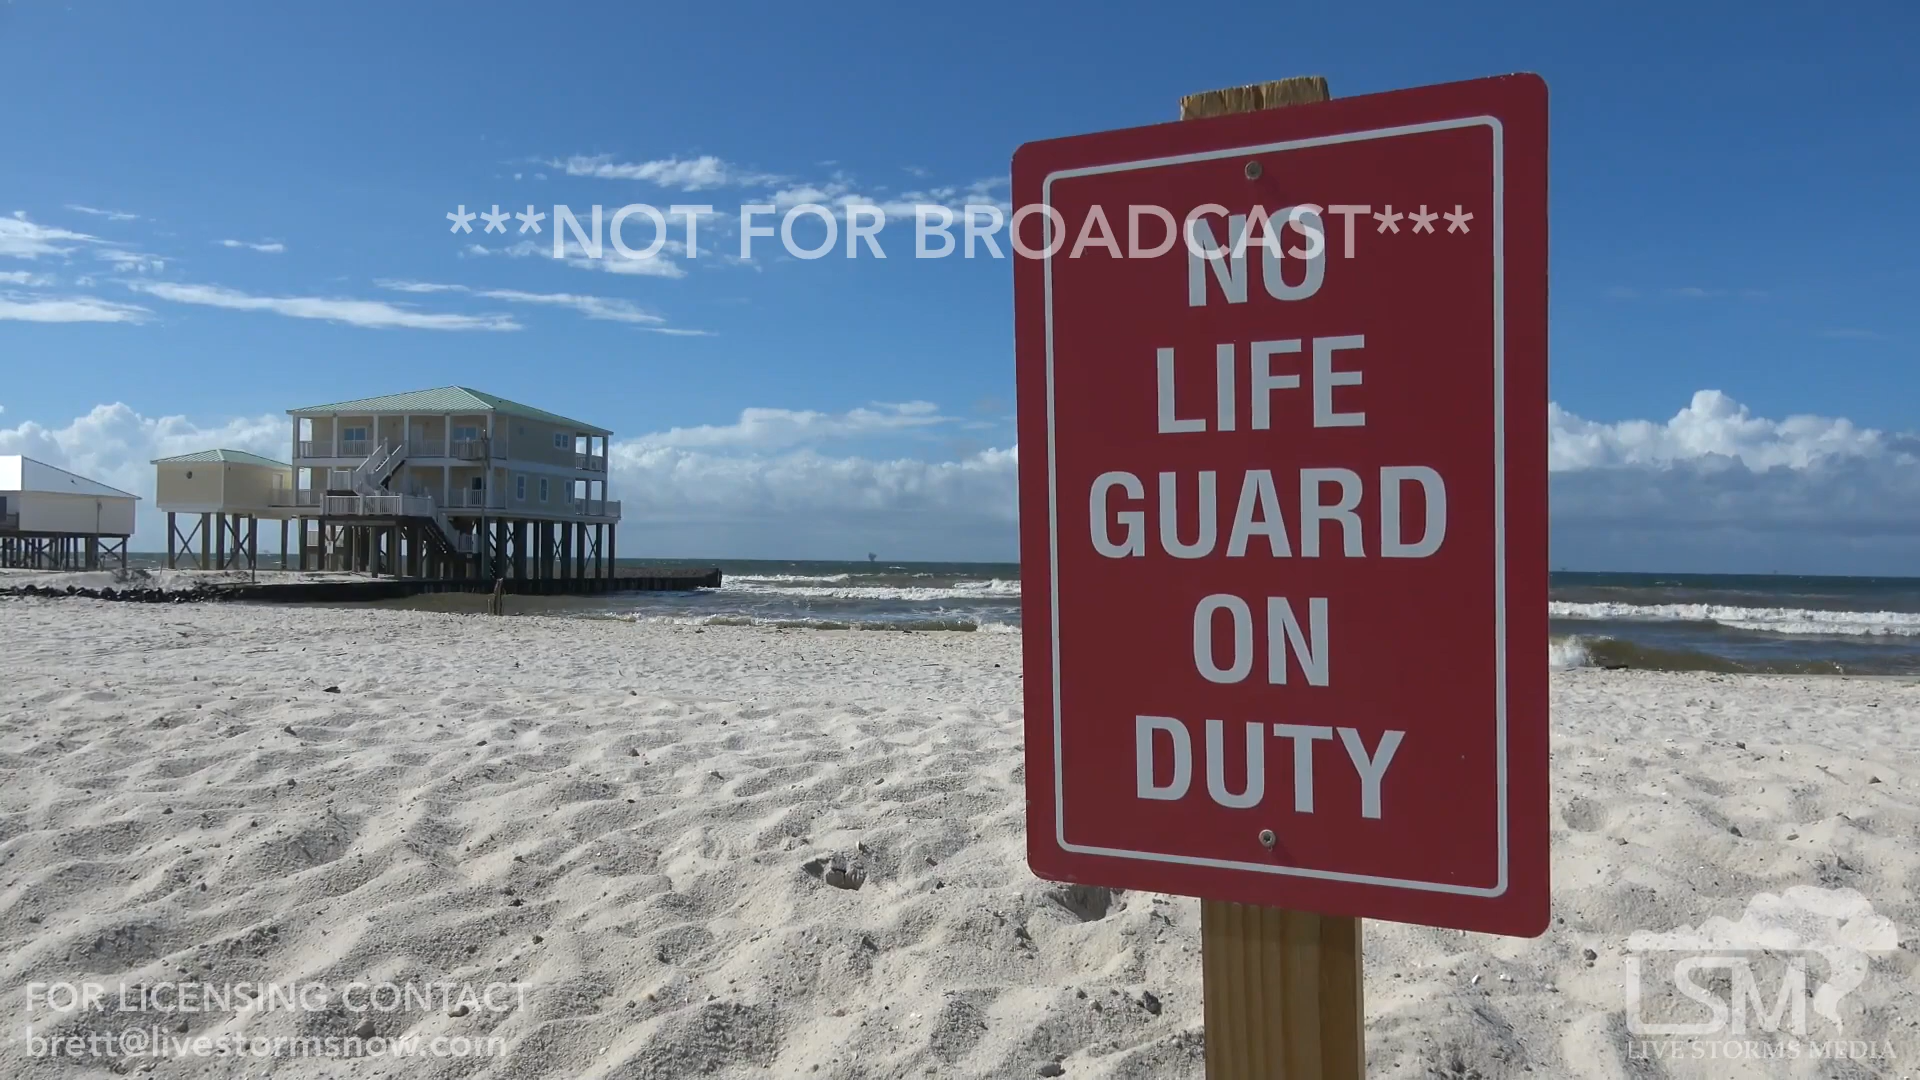 ***NOT FOR BROADCAST***
NO
LIFE
GUARD
ON
DUTY
FOR LICENSING CONTACT
brett@livestormsnow.com
LSM
LIVE STORMS MEDIA